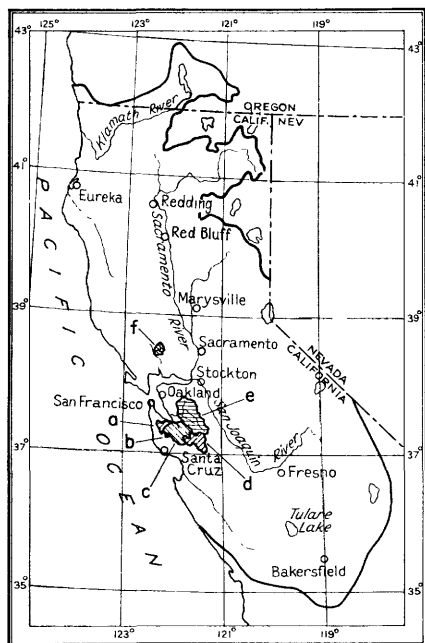 125° 123° 121° 119°
43° 43°
Klamath River
OREGON
CALIF. NEV
41° 41°
Eureka
Redding
Red Bluff
Sacramento River
PACIFIC OCEAN
Marysville
39° 39°
f
Sacramento
NEVADA
CALIFORNIA
Stockton
Oakland
e
San Francisco
San Joaquin River
a
37° 37°
b
Santa Cruz
Fresno
c
d
Tulare Lake
Bakersfield
35° 35°
123° 121° 119°